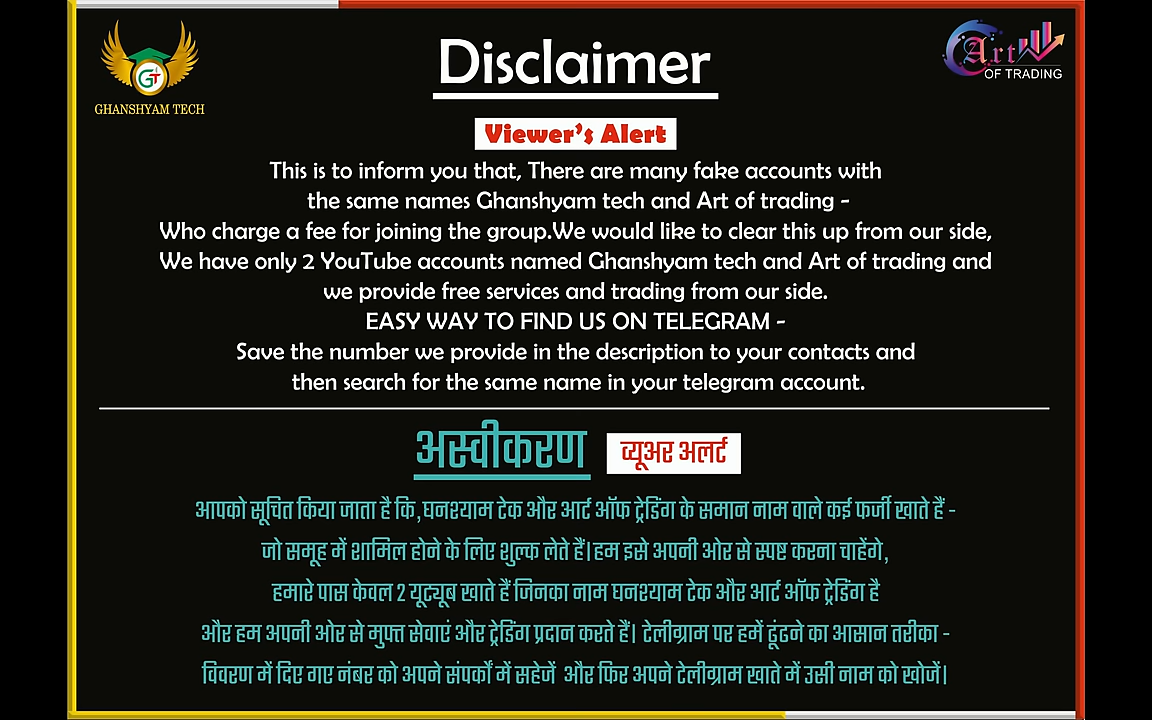 GHANSHYAM TECH
Disclaimer
Art
OF TRADING
Viewer's Alert
This is to inform you that, There are many fake accounts with
the same names Ghanshyam tech and Art of trading -
Who charge a fee for joining the group.We would like to clear this up from our side,
We have only 2 YouTube accounts named Ghanshyam tech and Art of trading and
we provide free services and trading from our side.
EASY WAY TO FIND US ON TELEGRAM -
Save the number we provide in the description to your contacts and
then search for the same name in your telegram account.
अस्वीकरण व्यूअर अलर्ट
आपको सूचित किया जाता है कि,घनश्याम टेक और आर्ट ऑफ ट्रेडिंग के समान नाम वाले कई फर्जी खाते हैं -
जो समूह में शामिल होने के लिए शुल्क लेते हैं।हम इसे अपनी ओर से स्पष्ट करना चाहेंगे,
हमारे पास केवल 2 यूट्यूब खाते हैं जिनका नाम घनश्याम टेक और आर्ट ऑफ ट्रेडिंग है
और हम अपनी ओर से मुफ्त सेवाएं और ट्रेडिंग प्रदान करते हैं। टेलीग्राम पर हमें ढूंढने का आसान तरीका -
विवरण में दिए गए नंबर को अपने संपर्कों में सहेजें और फिर अपने टेलीग्राम खाते में उसी नाम को खोजें।